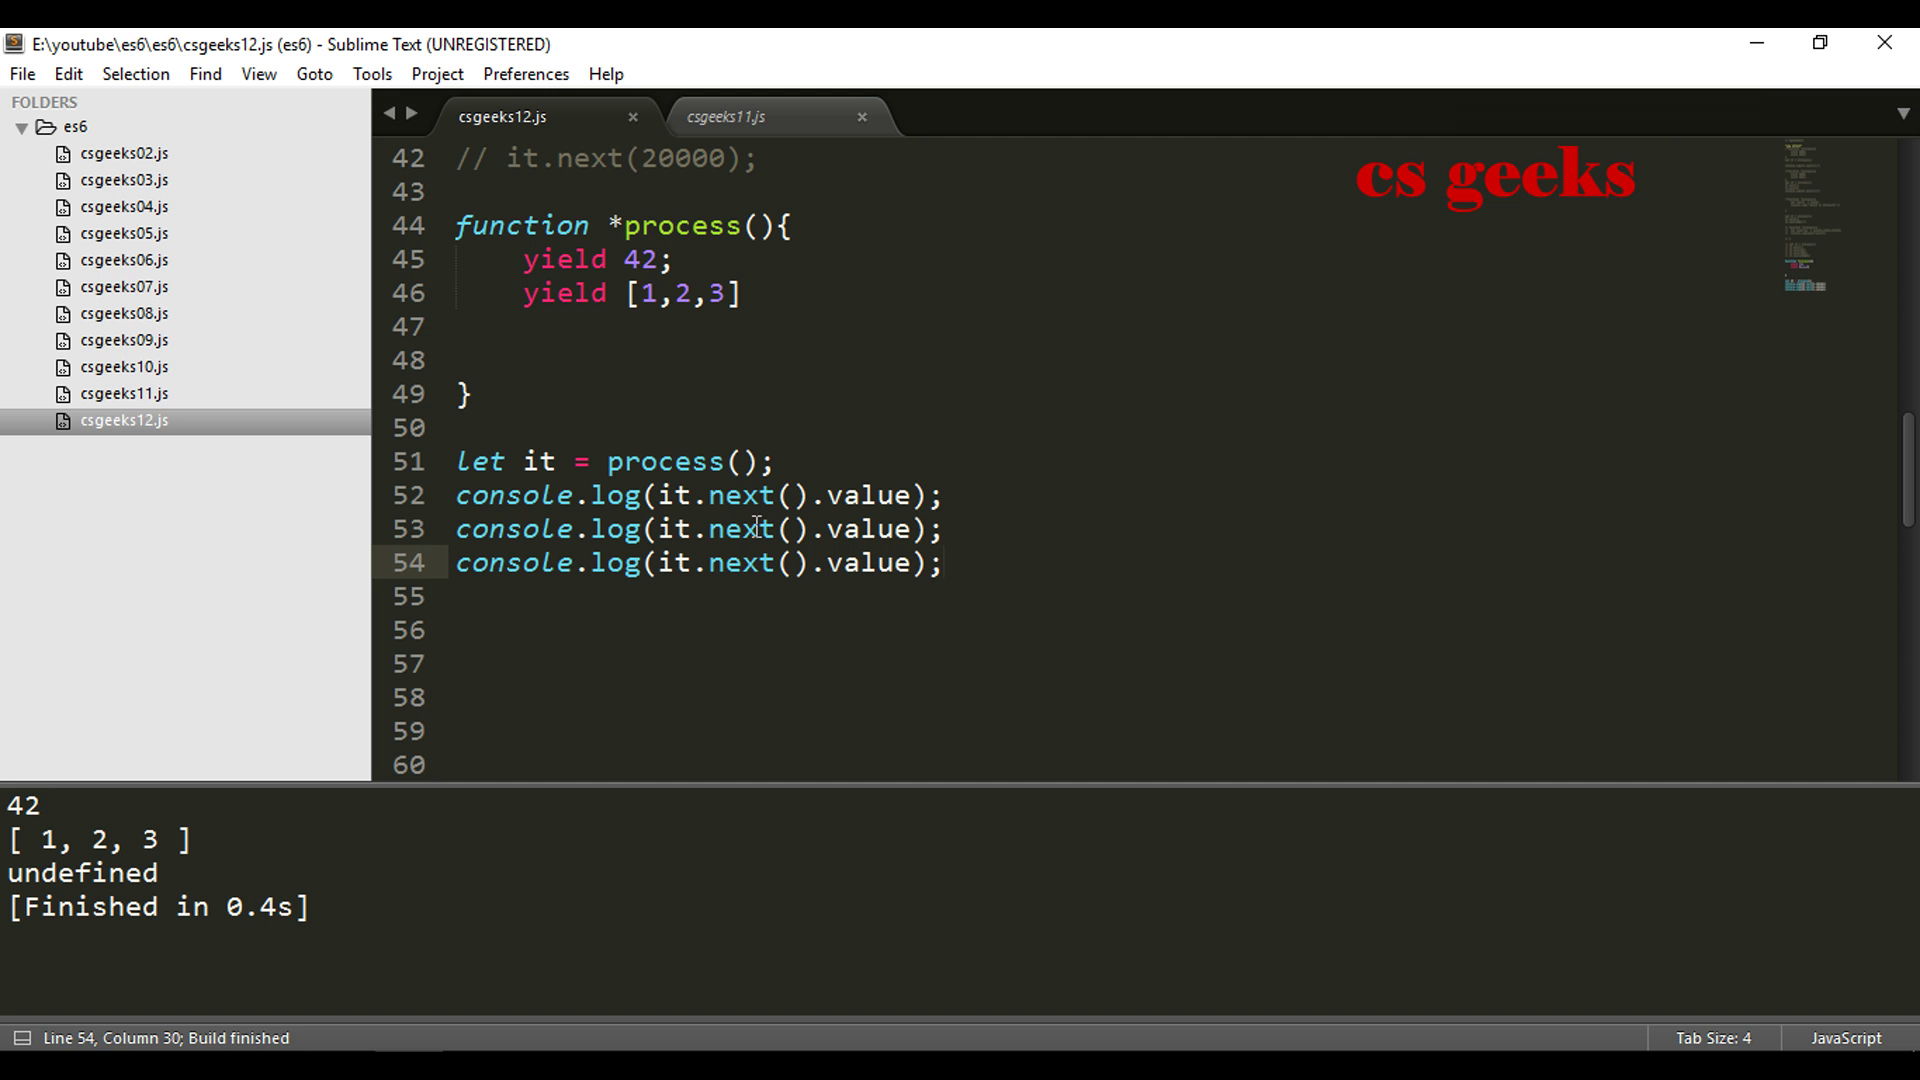 E:\youtube\es6\es6\csgeeks12.js (es6) - Sublime Text (UNREGISTERED)
File Edit Selection Find View Goto Tools Project Preferences Help
FOLDERS
es6
csgeeks02.js
csgeeks03.js
csgeeks04.js
csgeeks05.js
csgeeks06.js
csgeeks07.js
csgeeks08.js
csgeeks09.js
csgeeks10.js
csgeeks11.js
csgeeks12.js
csgeeks12.js × csgeeks11.js ×
cs geeks
42 // it.next(20000);
43
44 function *process(){
45     yield 42;
46     yield [1,2,3]
47
48
49 }
50
51 let it = process();
52 console.log(it.next().value);
53 console.log(it.next().value);
54 console.log(it.next().value);
55
56
57
58
59
60
42
[ 1, 2, 3 ]
undefined
[Finished in 0.4s]
Line 54, Column 30; Build finished Tab Size: 4 JavaScript